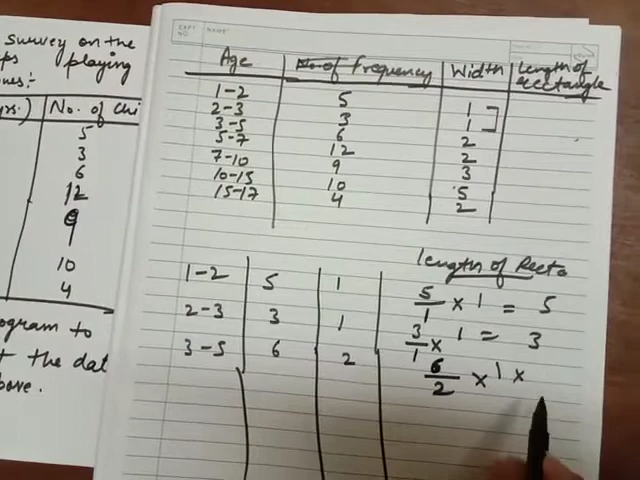 survey on the
ps playing
mes:-
yrs.) No. of Chi
5
3
6
12
9
10
4
ogram to
t the dat
bove.
Age Frequency Width Length of Rectangle
1-2 5 1
2-3 3 1
3-5 6 2
5-7 12 2
7-10 9 3
10-15 10 5
15-17 4 2
length of Recta
1-2 5 1 5/1 × 1 = 5
2-3 3 1 3/1 × 1 = 3
3-5 6 2 6/2 × 1 ×